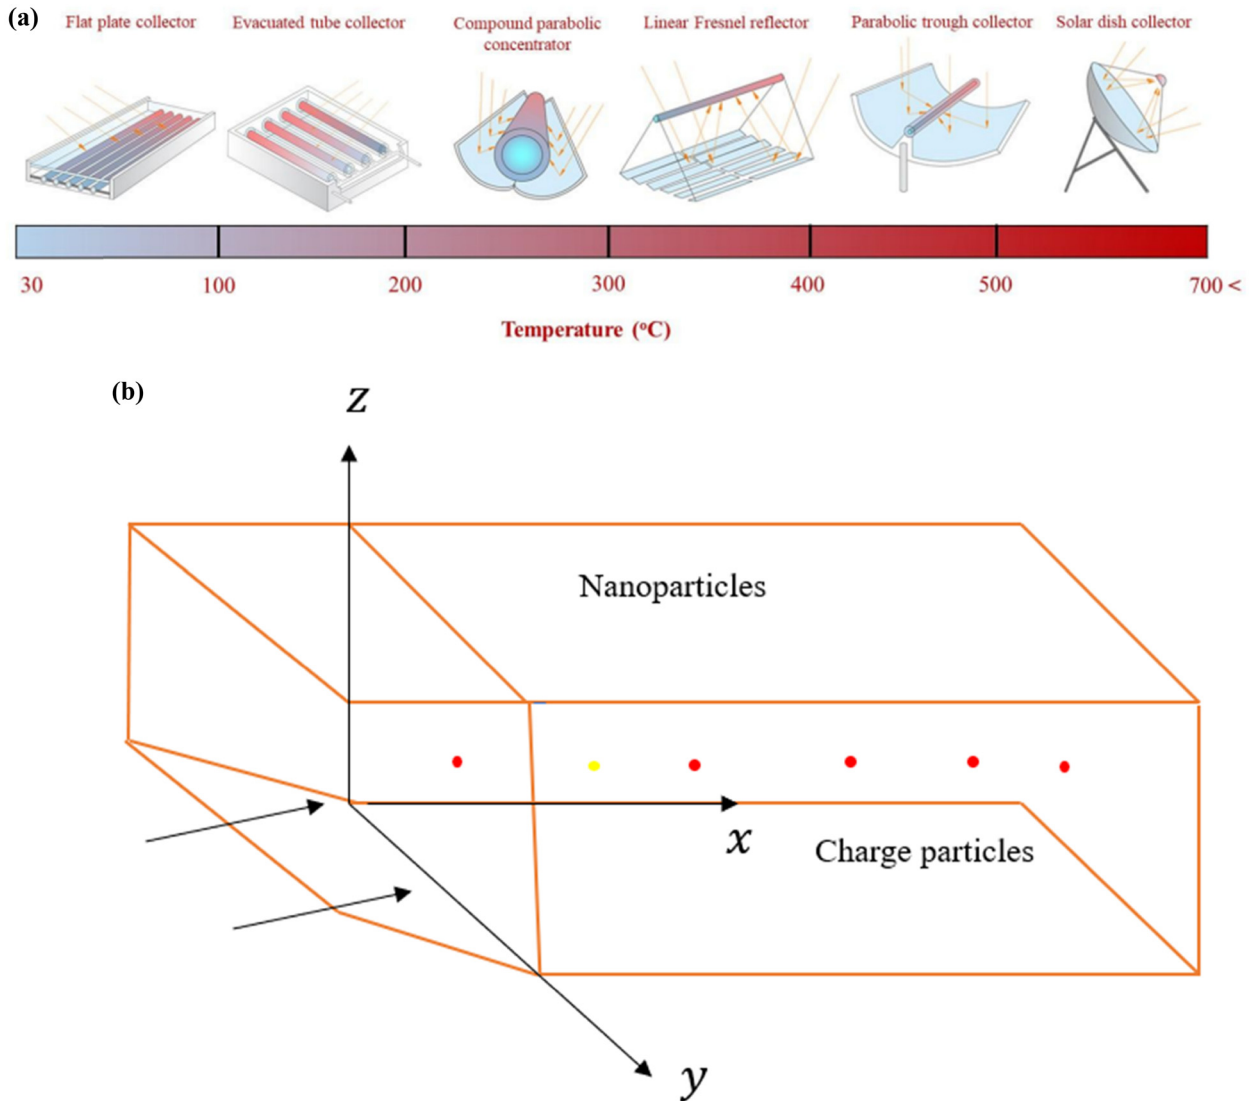 (a)
Flat plate collector
Evacuated tube collector
Compound parabolic
concentrator
Linear Fresnel reflector
Parabolic trough collector
Solar dish collector
30 100 200 300 400 500 700 <
Temperature (°C)
(b)
z
Nanoparticles
x
Charge particles
y